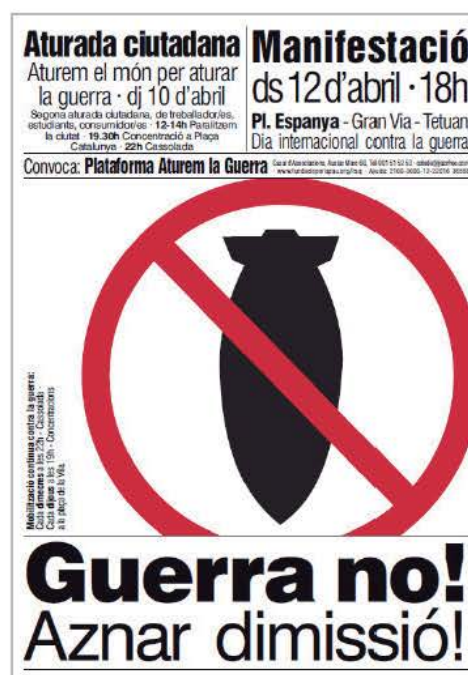 Aturada ciutadana
Aturem el món per aturar
la guerra · dj 10 d'abril
Segona aturada ciutadana, de treballador/es,
estudiants, consumidor/es · 12-14h Paralitzem
la ciutat · 19.30h Concentració a Plaça
Catalunya · 22h Cassolada
Manifestació
ds 12 d'abril · 18h
Pl. Espanya - Gran Via - Tetuan
Dia internacional contra la guerra
Convoca: Plataforma Aturem la Guerra
Mobilització contínua contra la guerra:
Cada dimecres a les 22h - Cassolada -
Cada dijous a les 19h - Concentracions
a la plaça de la Vila.
Guerra no!
Aznar dimissió!